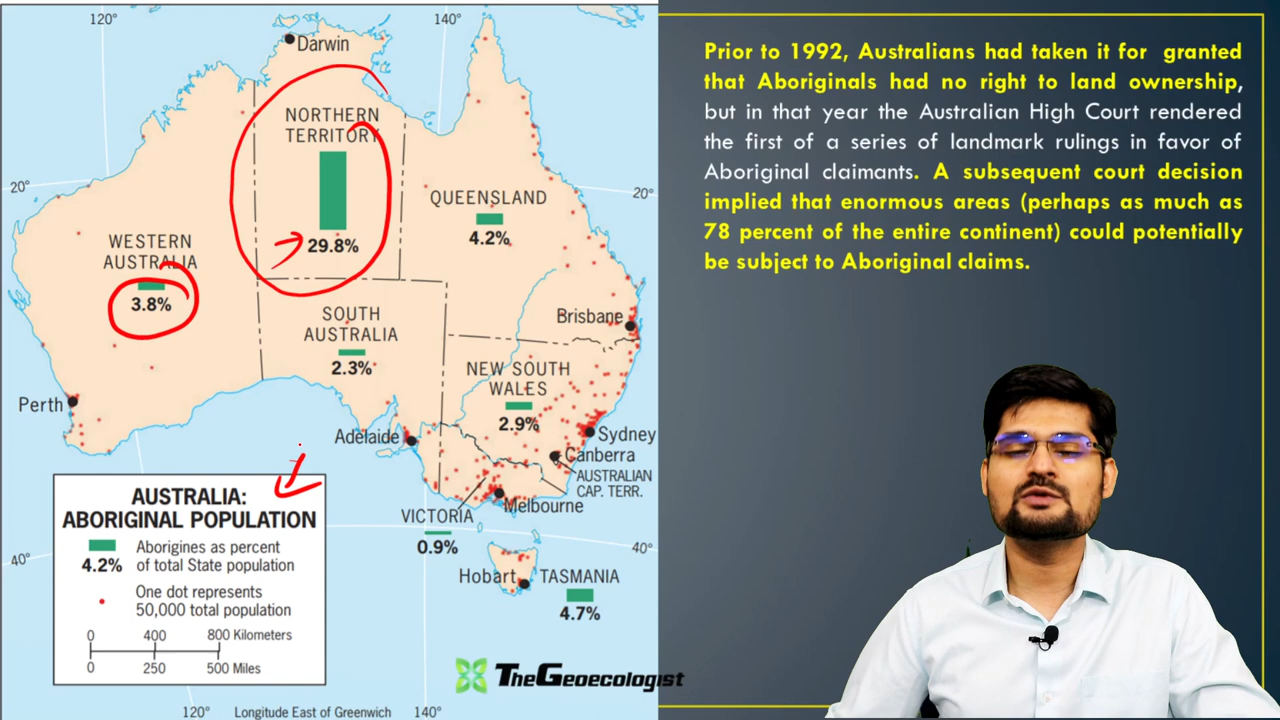 120°
140°
Darwin
NORTHERN
TERRITORY
29.8%
20°
20°
QUEENSLAND
4.2%
WESTERN
AUSTRALIA
3.8%
SOUTH
AUSTRALIA
2.3%
Brisbane
NEW SOUTH
WALES
2.9%
Perth
Adelaide
Sydney
Canberra
AUSTRALIAN
CAP. TERR.
Melbourne
VICTORIA
0.9%
40°
40°
Hobart
TASMANIA
4.7%
AUSTRALIA:
ABORIGINAL POPULATION
4.2%
Aborigines as percent
of total State population
One dot represents
50,000 total population
0 400 800 Kilometers
0 250 500 Miles
TheGeoecologist
120° Longitude East of Greenwich 140°
Prior to 1992, Australians had taken it for granted
that Aboriginals had no right to land ownership,
but in that year the Australian High Court rendered
the first of a series of landmark rulings in favor of
Aboriginal claimants. A subsequent court decision
implied that enormous areas (perhaps as much as
78 percent of the entire continent) could potentially
be subject to Aboriginal claims.